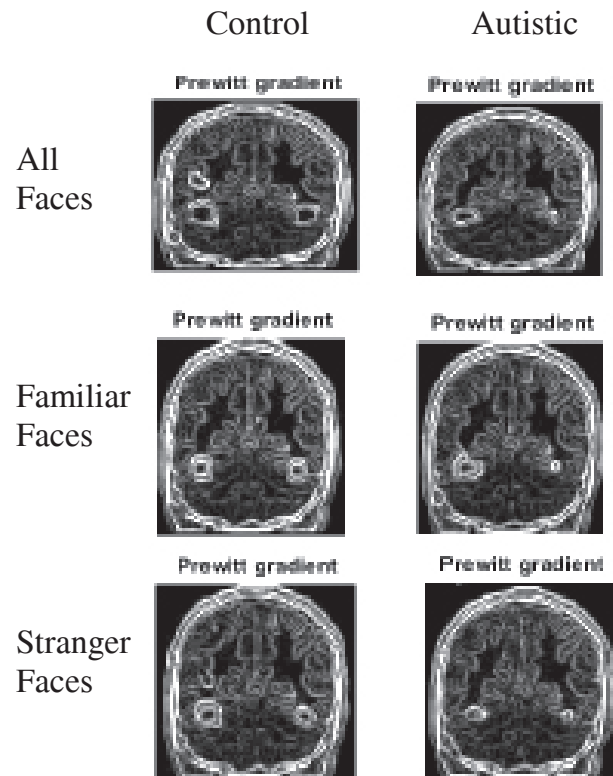 Control Autistic
Prewitt gradient Prewitt gradient
All
Faces
Prewitt gradient Prewitt gradient
Familiar
Faces
Prewitt gradient Prewitt gradient
Stranger
Faces